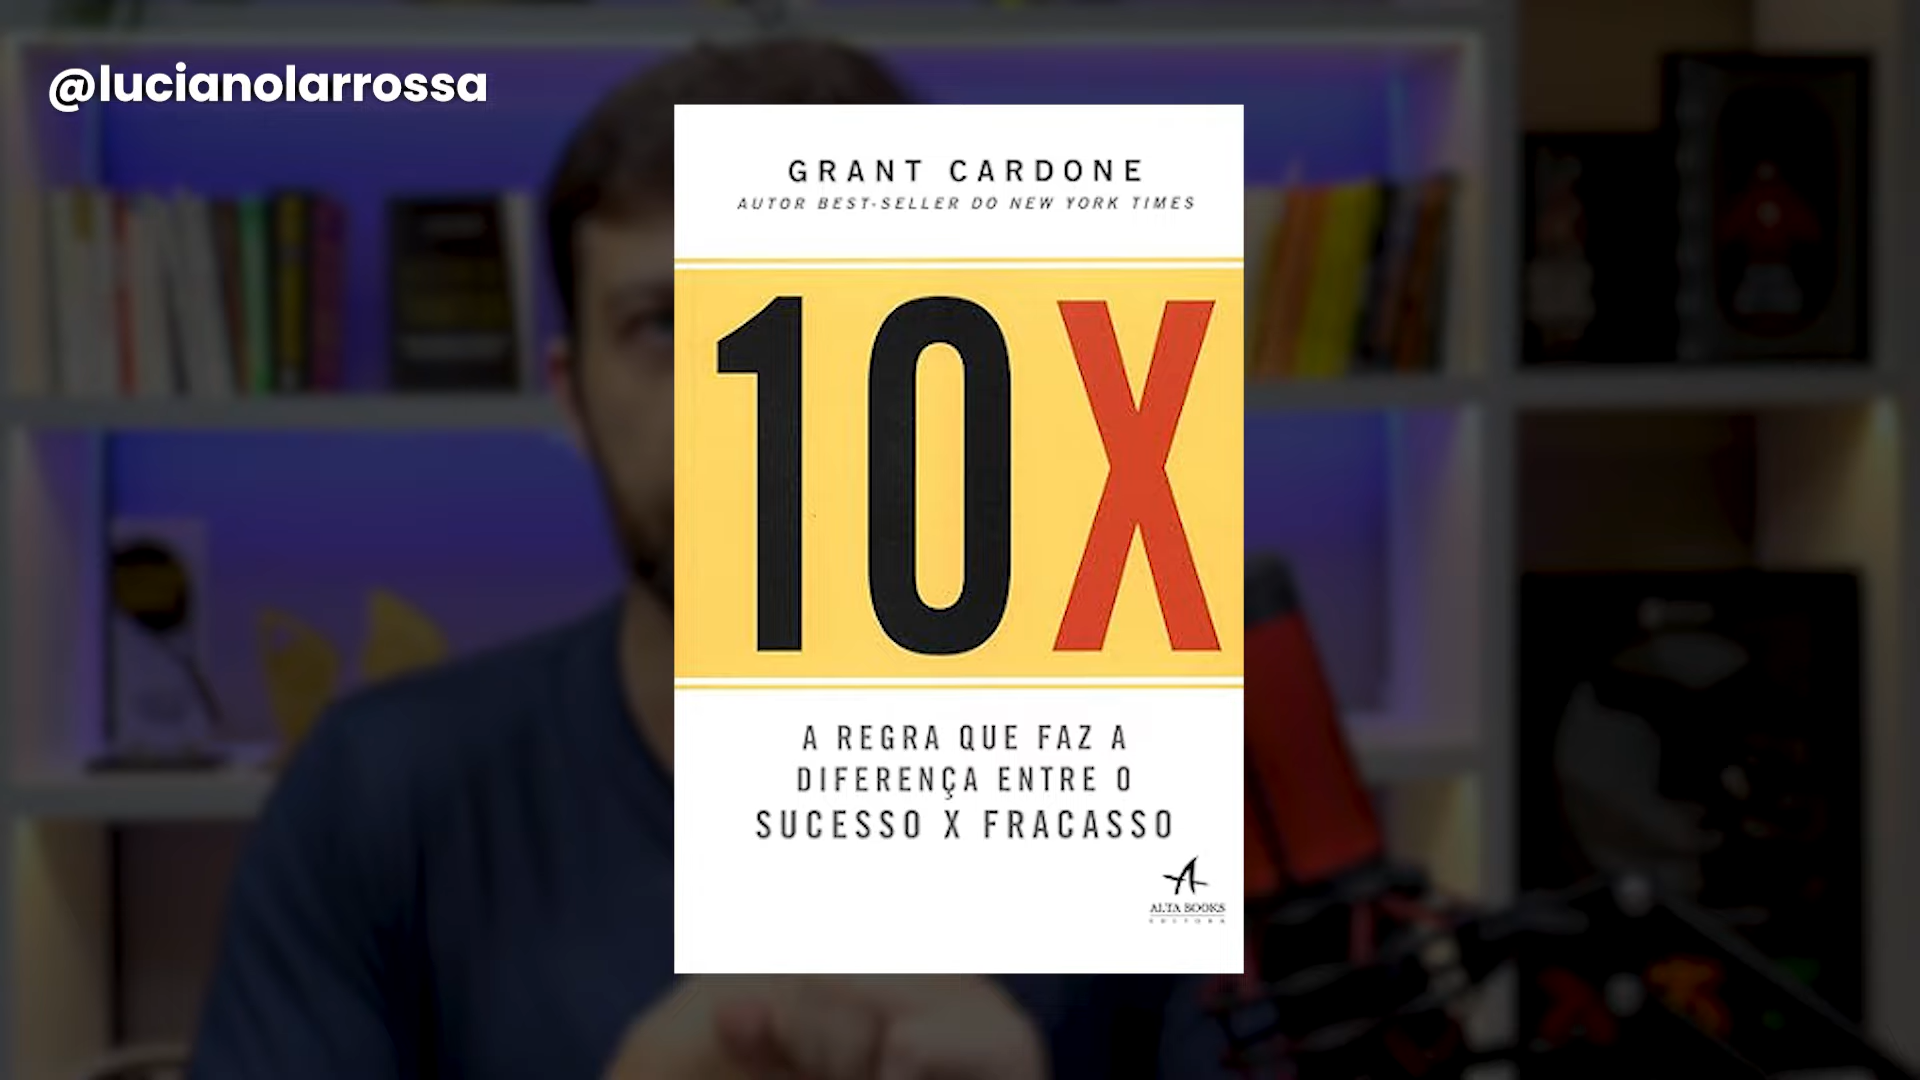 @lucianolarrossa
GRANT CARDONE
AUTOR BEST-SELLER DO NEW YORK TIMES
10X
A REGRA QUE FAZ A
DIFERENÇA ENTRE O
SUCESSO X FRACASSO
ALTA BOOKS
EDITORA